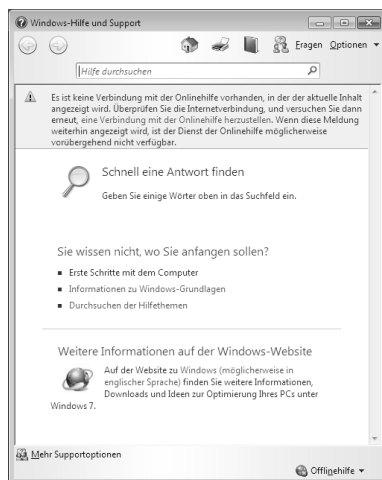 Windows-Hilfe und Support
Fragen Optionen
Hilfe durchsuchen
Es ist keine Verbindung mit der Onlinehilfe vorhanden, in der der aktuelle Inhalt
angezeigt wird. Überprüfen Sie die Internetverbindung, und versuchen Sie dann
erneut, eine Verbindung mit der Onlinehilfe herzustellen. Wenn diese Meldung
weiterhin angezeigt wird, ist der Dienst der Onlinehilfe möglicherweise
vorübergehend nicht verfügbar.
Schnell eine Antwort finden
Geben Sie einige Wörter oben in das Suchfeld ein.
Sie wissen nicht, wo Sie anfangen sollen?
Erste Schritte mit dem Computer
Informationen zu Windows-Grundlagen
Durchsuchen der Hilfethemen
Weitere Informationen auf der Windows-Website
Auf der Website zu Windows (möglicherweise in
englischer Sprache) finden Sie weitere Informationen,
Downloads und Ideen zur Optimierung Ihres PCs unter
Windows 7.
Mehr Supportoptionen
Offlinehilfe